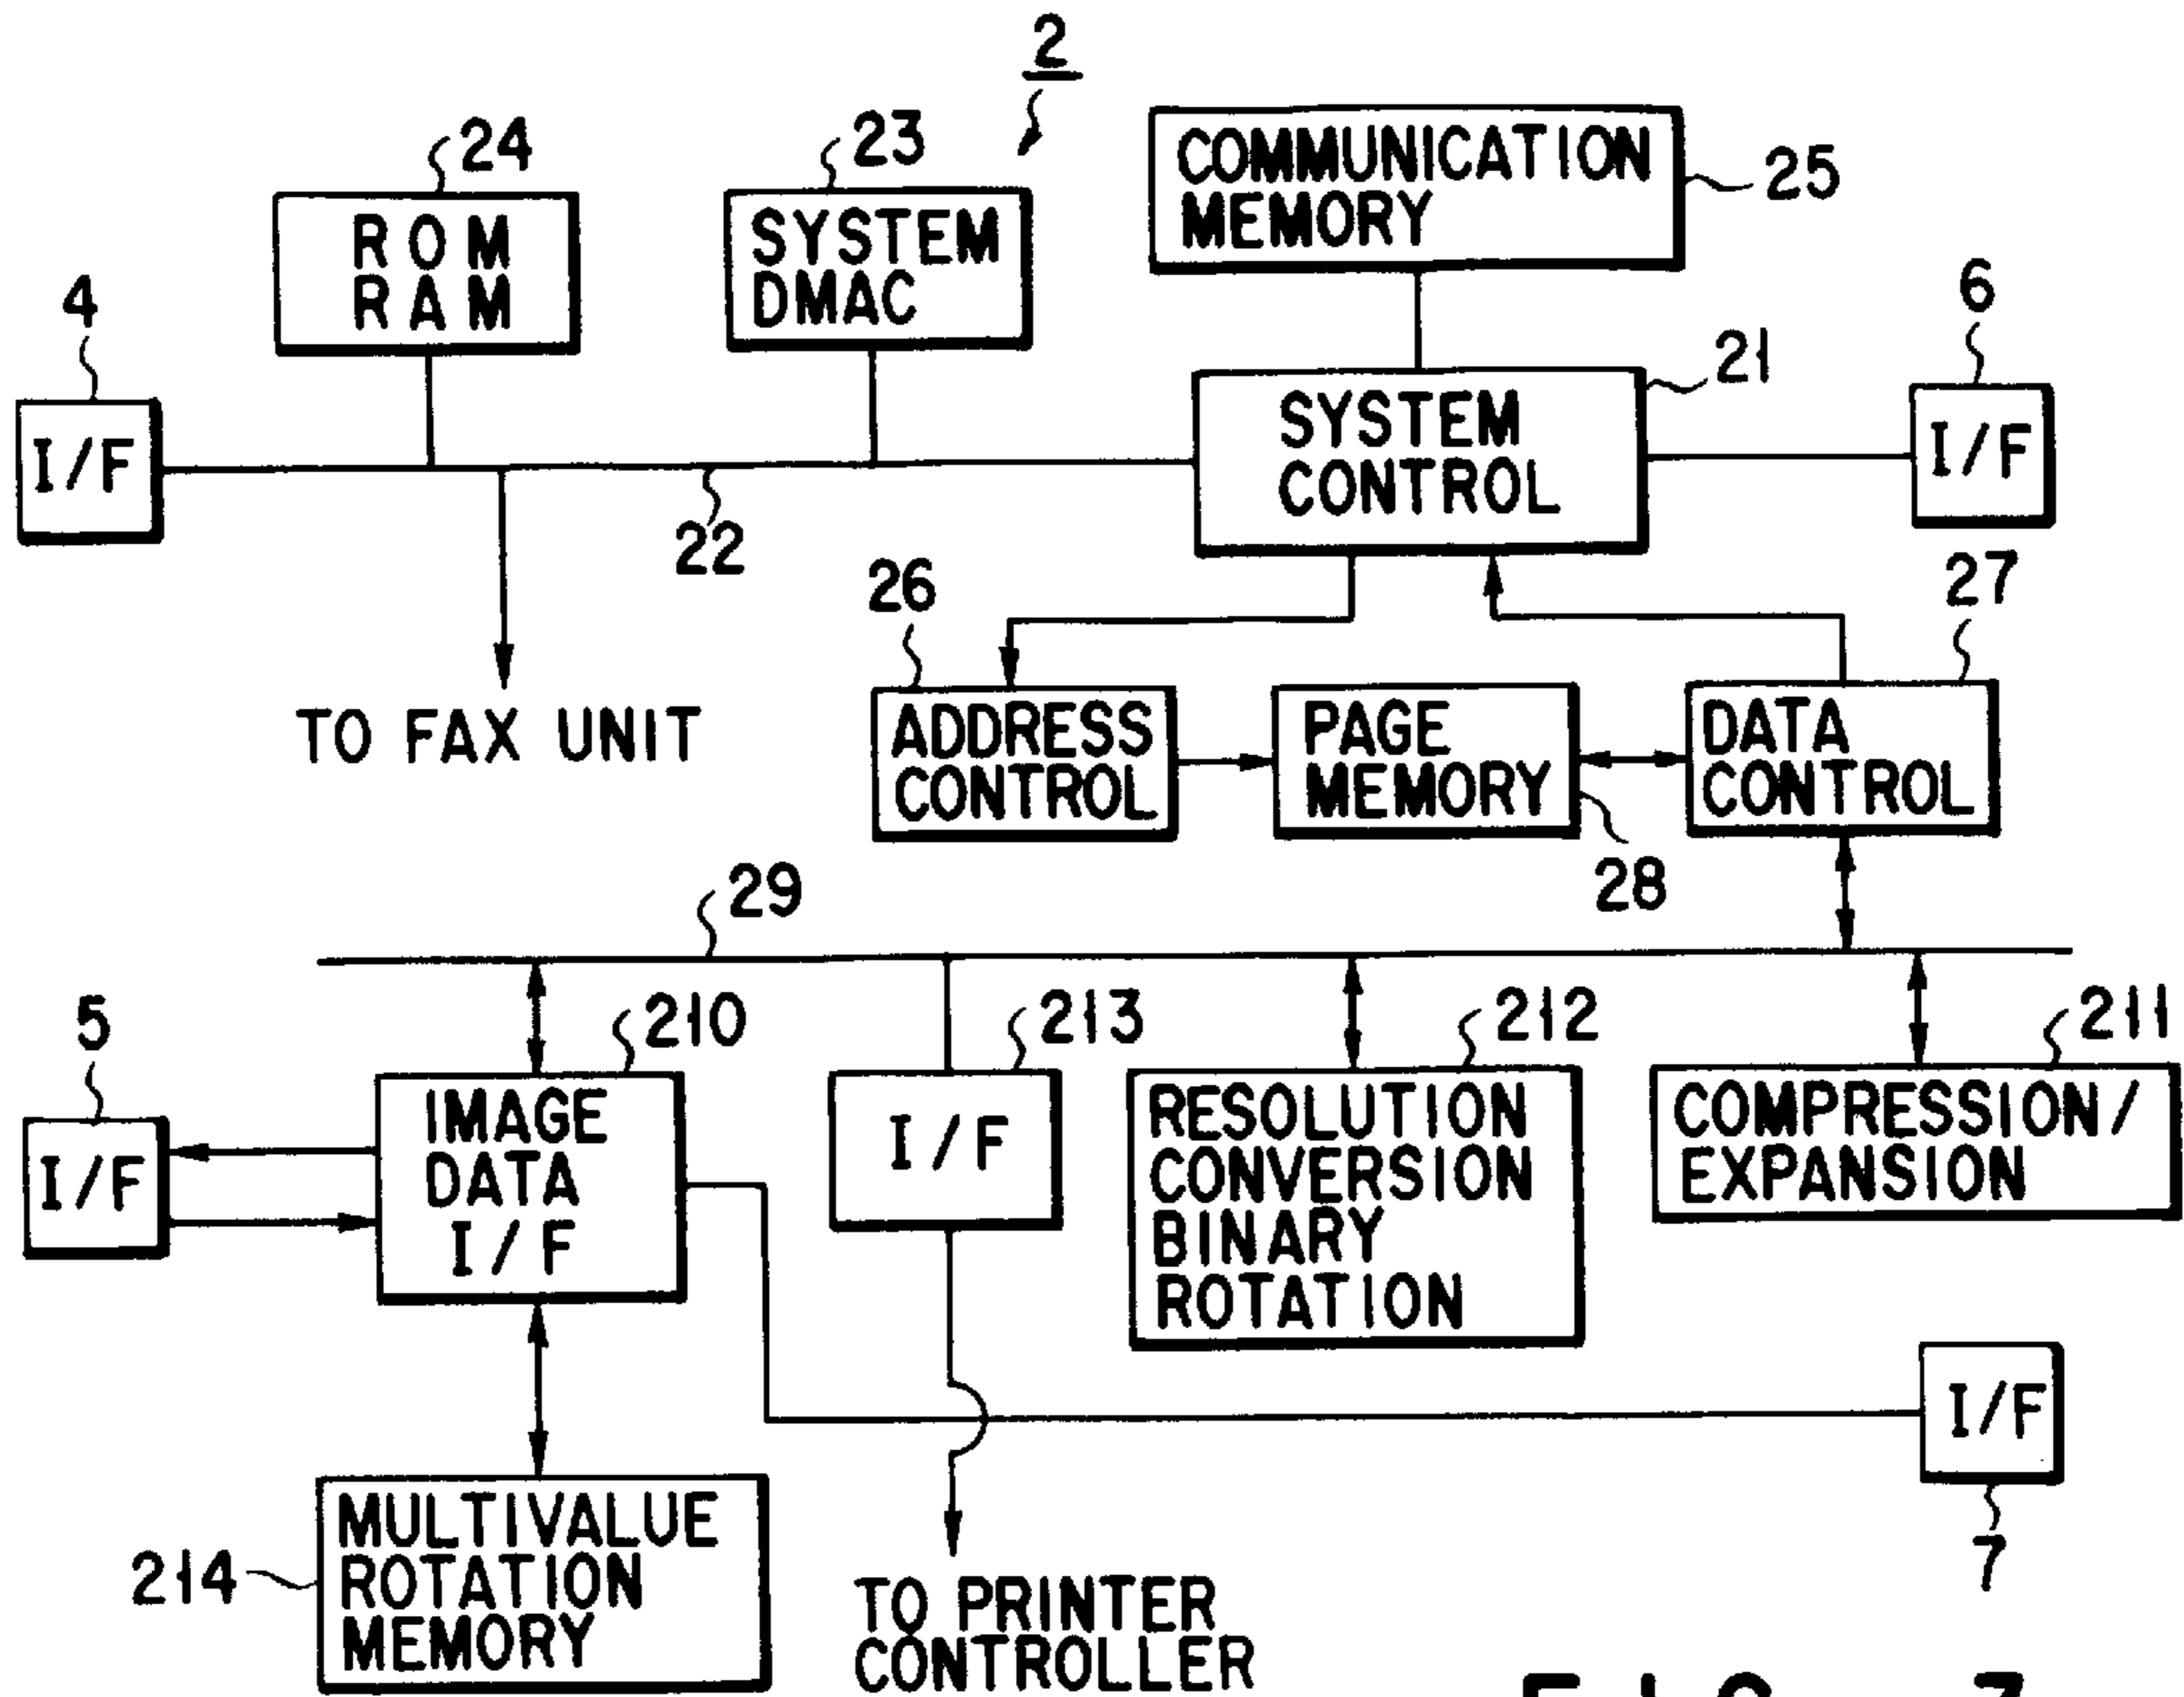 2
24
23
COMMUNICATION
MEMORY
25
ROM
RAM
SYSTEM
DMAC
4
6
21
I/F
SYSTEM
CONTROL
I/F
22
26
27
TO FAX UNIT
ADDRESS
CONTROL
PAGE
MEMORY
DATA
CONTROL
28
29
5
210
213
212
211
I/F
IMAGE
DATA
I/F
I/F
RESOLUTION
CONVERSION
BINARY
ROTATION
COMPRESSION/
EXPANSION
I/F
7
214
MULTIVALUE
ROTATION
MEMORY
TO PRINTER
CONTROLLER